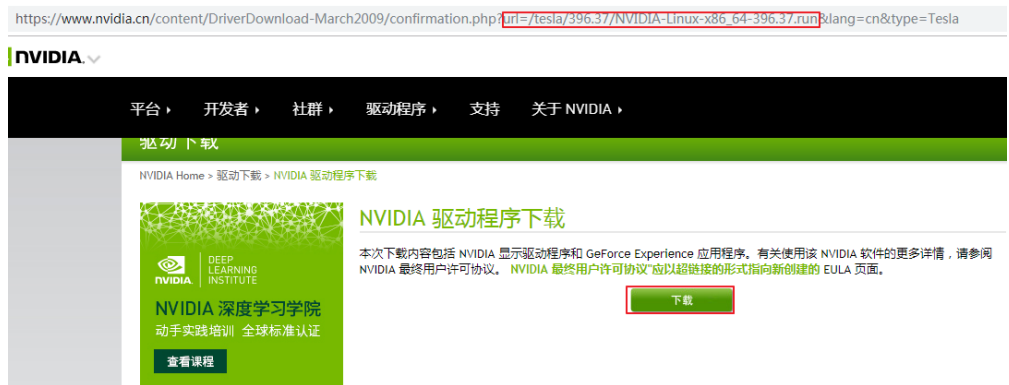 https://www.nvidia.cn/content/DriverDownload-March2009/confirmation.php?url=/tesla/396.37/NVIDIA-Linux-x86_64-396.37.run&lang=cn&type=Tesla
NVIDIA.
平台 开发者 社群 驱动程序 支持 关于 NVIDIA
驱动下载
NVIDIA Home > 驱动下载 > NVIDIA 驱动程序下载
NVIDIA 驱动程序下载
本次下载内容包括 NVIDIA 显示驱动程序和 GeForce Experience 应用程序。有关使用该 NVIDIA 软件的更多详情，请参阅
NVIDIA 最终用户许可协议。 NVIDIA 最终用户许可协议"应以超链接的形式指向新创建的 EULA 页面。
下载
NVIDIA.
DEEP
LEARNING
INSTITUTE
NVIDIA 深度学习学院
动手实践培训 全球标准认证
查看课程